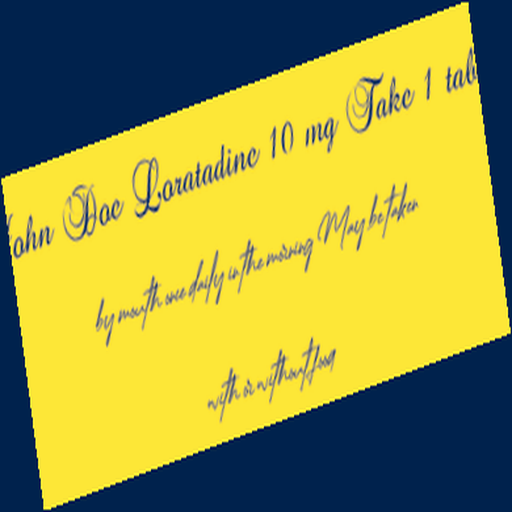 John Doe Loratadine 10 mg Take 1 tab
by mouth once daily in the morning May be taken
with or without food